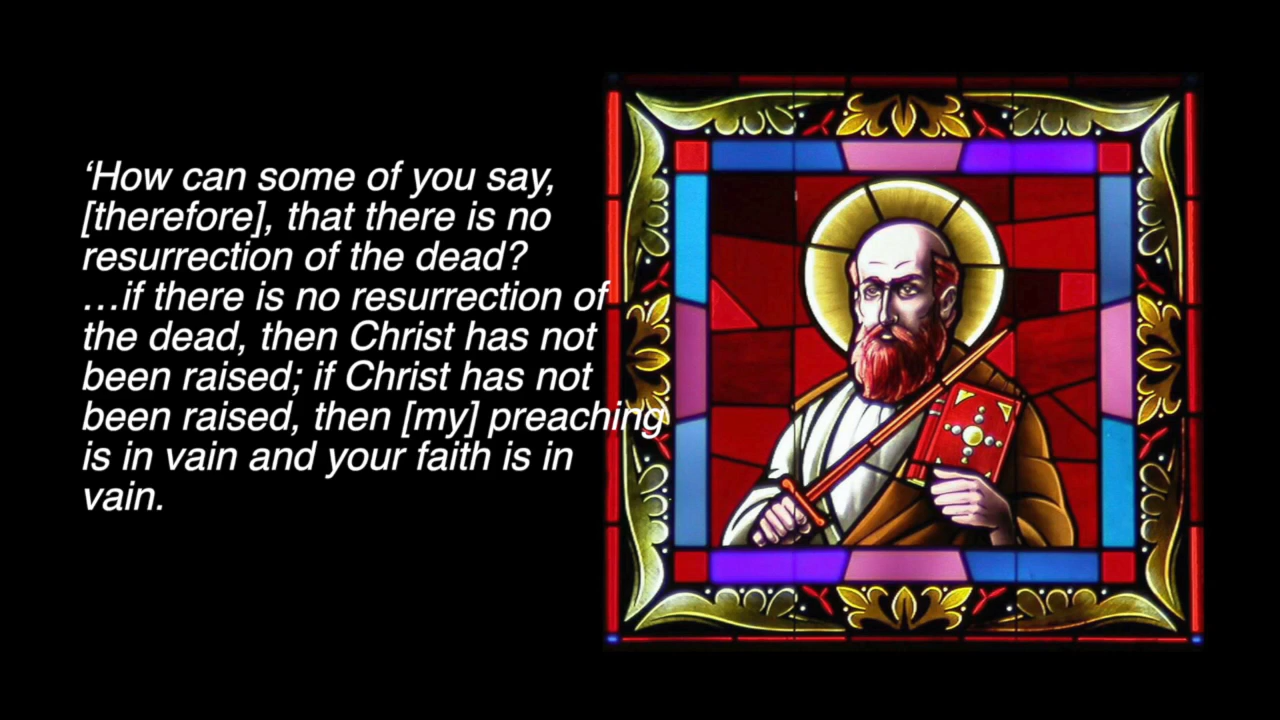 ‘How can some of you say,
[therefore], that there is no
resurrection of the dead?
…if there is no resurrection of
the dead, then Christ has not
been raised; if Christ has not
been raised, then [my] preaching
is in vain and your faith is in
vain.